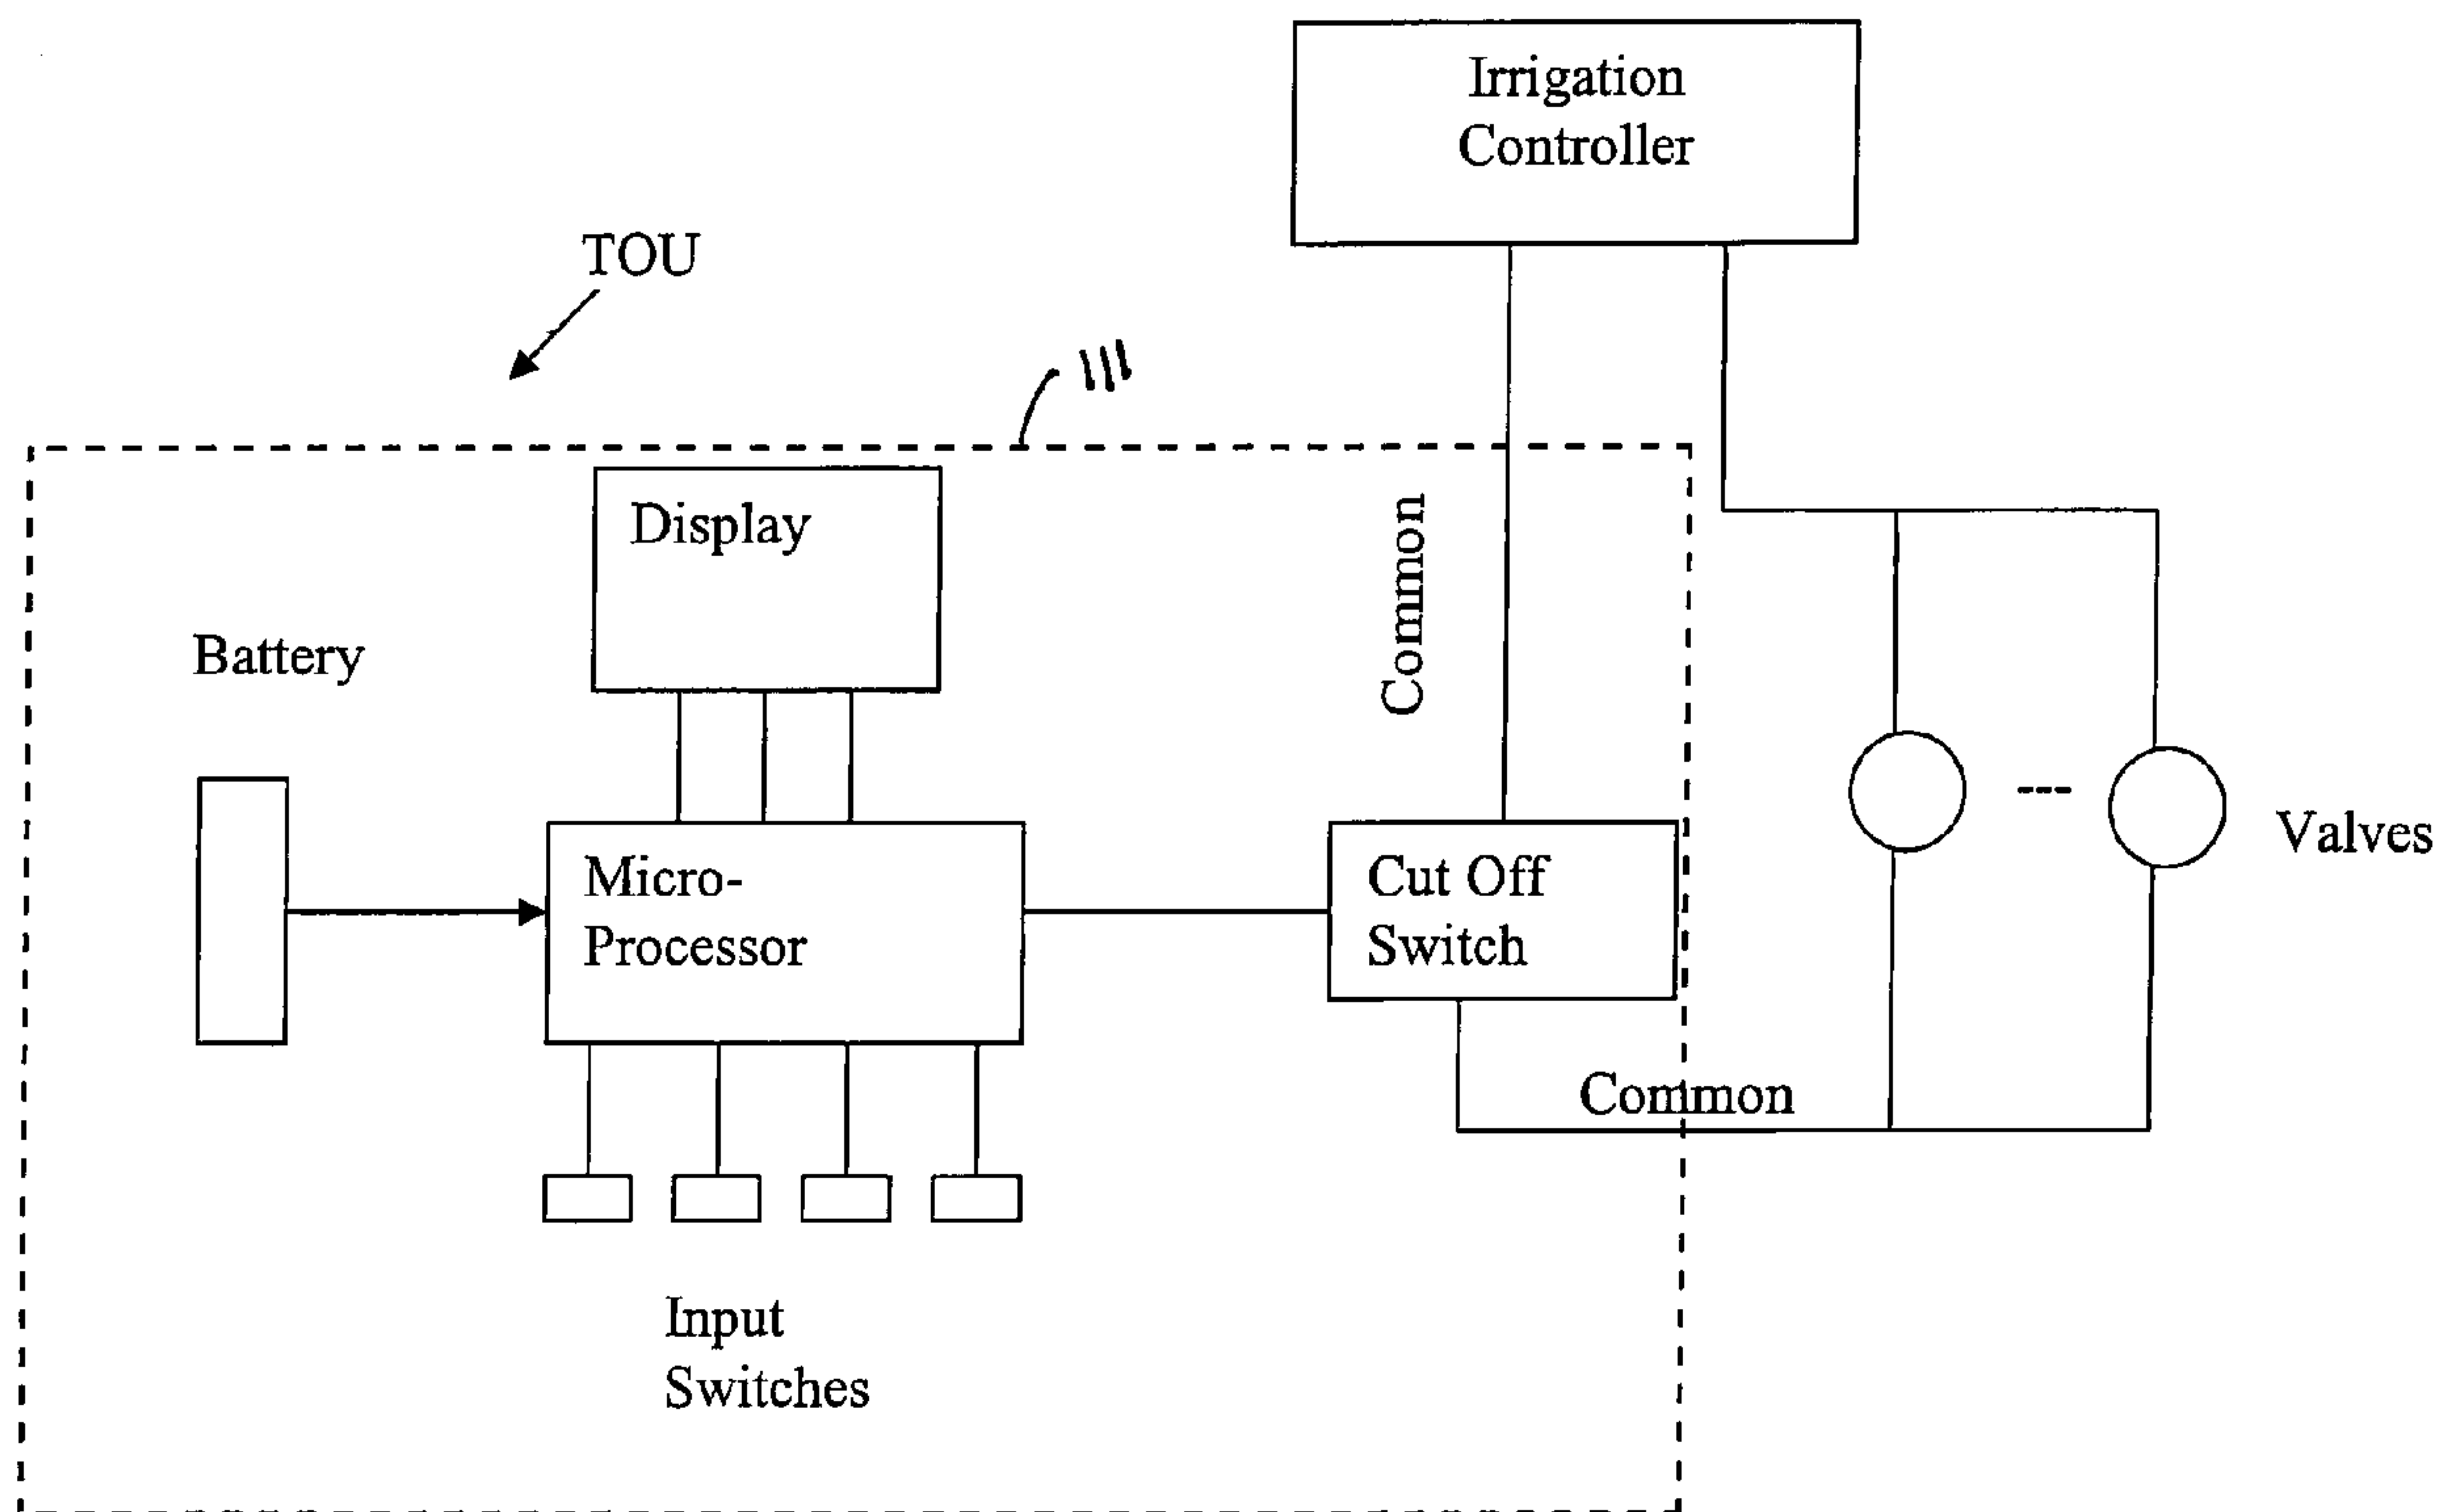 Irrigation
Controller
TOU
111
Display
Common
Battery
Micro-
Processor
Cut Off
Switch
Valves
Common
Input
Switches